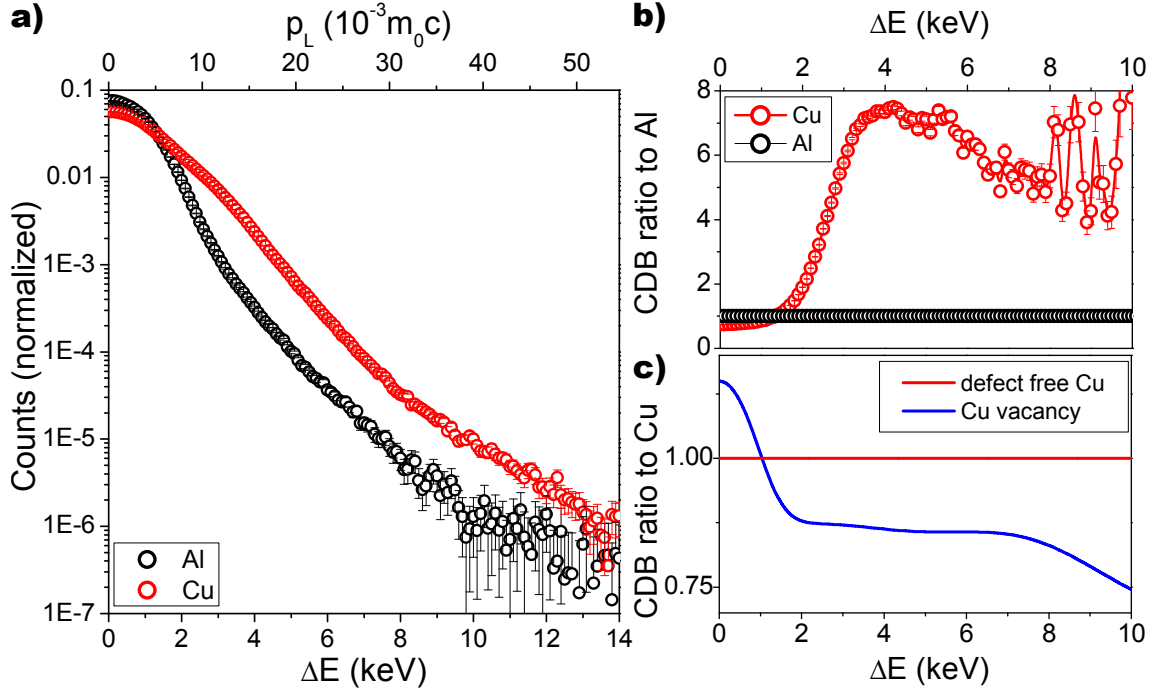 a)
p_L (10^-3 m_0c)
0 10 20 30 40 50
0.1
0.01
1E-3
1E-4
1E-5
1E-6
1E-7
Counts (normalized)
Al
Cu
0 2 4 6 8 10 12 14
ΔE (keV)
b)
ΔE (keV)
0 2 4 6 8 10
8
6
4
2
0
CDB ratio to Al
Cu
Al
c)
1.00
0.75
CDB ratio to Cu
defect free Cu
Cu vacancy
0 2 4 6 8 10
ΔE (keV)